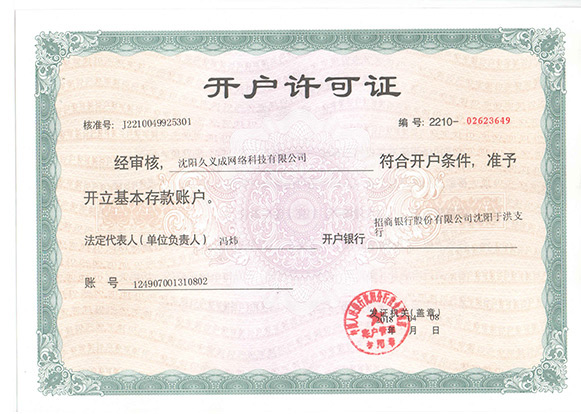 开户许可证
核准号: J2210049925301 编号: 2210- 02623649
经审核, 沈阳久义成网络科技有限公司 符合开户条件, 准予
开立基本存款账户。
法定代表人(单位负责人) 冯炜 开户银行 招商银行股份有限公司沈阳于洪支
行
账 号 124907001310802
发证机关(盖章)
2018 年 04 月 08 日
账户管理
专用章